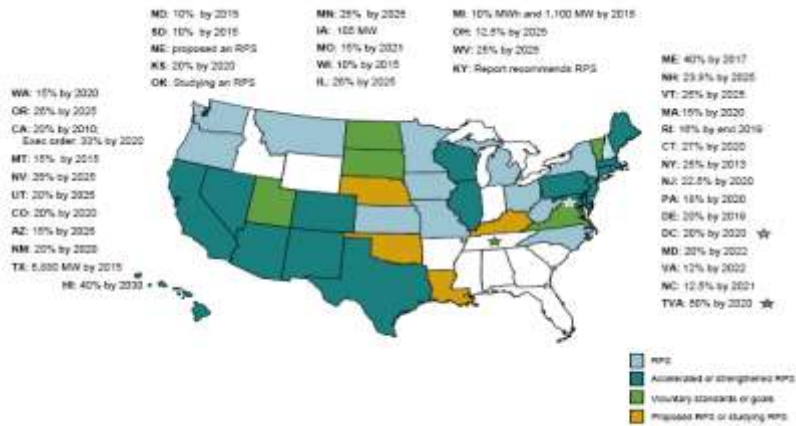 ND: 10% by 2015
SD: 10% by 2015
NE: proposed an RPS
KS: 20% by 2020
OK: Studying an RPS
MN: 25% by 2025
IA: 105 MW
MO: 15% by 2021
WI: 10% by 2015
IL: 25% by 2025
MI: 10% MWh and 1,100 MW by 2015
OH: 12.5% by 2025
WV: 25% by 2025
KY: Report recommends RPS
WA: 15% by 2020
OR: 25% by 2025
CA: 20% by 2010;
Exec order: 33% by 2020
MT: 15% by 2015
NV: 25% by 2025
UT: 20% by 2025
CO: 20% by 2020
AZ: 15% by 2025
NM: 20% by 2020
TX: 5,880 MW by 2015
HI: 40% by 2030
ME: 40% by 2017
NH: 23.8% by 2025
VT: 25% by 2025
MA: 15% by 2020
RI: 16% by end 2019
CT: 27% by 2020
NY: 25% by 2013
NJ: 22.5% by 2020
PA: 18% by 2020
DE: 20% by 2019
DC: 20% by 2020
MD: 20% by 2022
VA: 12% by 2022
NC: 12.5% by 2021
TVA: 50% by 2020
RPS
Accelerated or strengthened RPS
Voluntary standards or goals
Proposed RPS or studying RPS